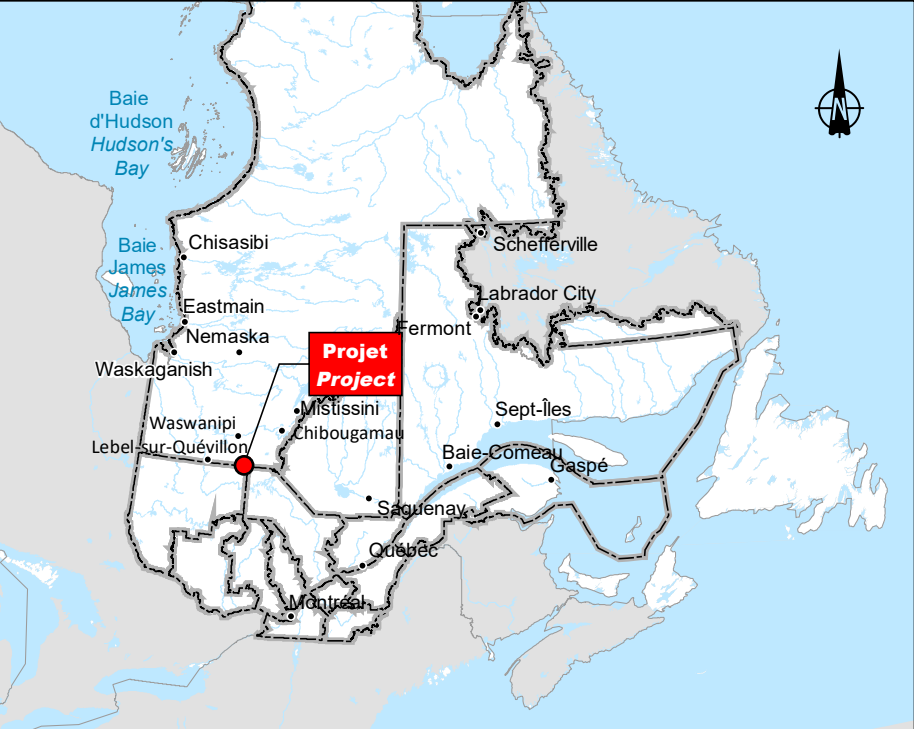 N
Baie
d'Hudson
Hudson's
Bay
Chisasibi
Schefferville
Baie
James
James
Bay
Labrador City
Eastmain
Fermont
Nemaska
Projet
Project
Waskaganish
Mistissini
Sept-Îles
Waswanipi
Chibougamau
Lebel-sur-Quévillon
Baie-Comeau
Gaspé
Saguenay
Québec
Montréal